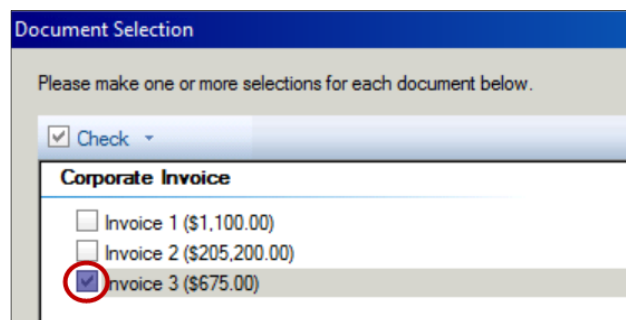 Document Selection
Please make one or more selections for each document below.
Check
Corporate Invoice
Invoice 1 ($1,100.00)
Invoice 2 ($205,200.00)
Invoice 3 ($675.00)